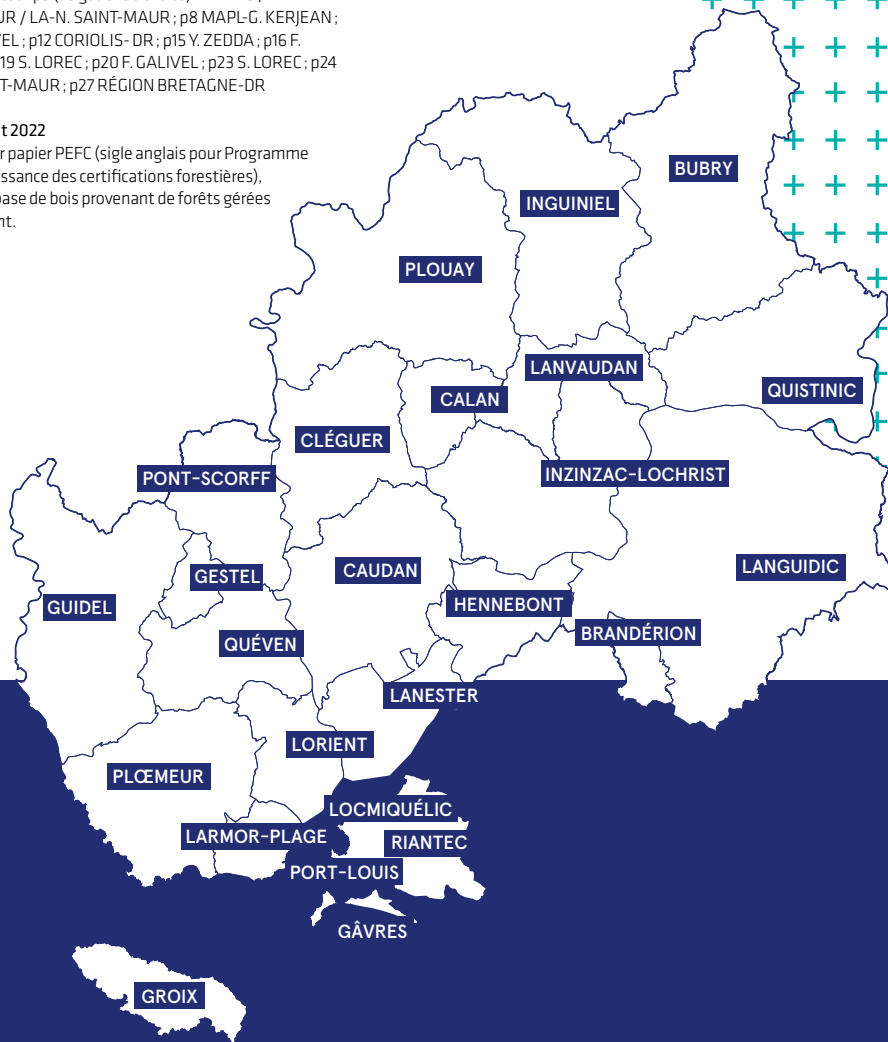 UR / LA-N. SAINT-MAUR ; p8 MAPL-G. KERJEAN ;
VEL ; p12 CORIOLIS- DR ; p15 Y. ZEDDA ; p16 F.
19 S. LOREC ; p20 F. GALIVEL ; p23 S. LOREC ; p24
T-MAUR ; p27 RÉGION BRETAGNE-DR
t 2022
r papier PEFC (sigle anglais pour Programme
issance des certifications forestières),
base de bois provenant de forêts gérées
nt.
BUBRY
INGUINIEL
PLOUAY
LANVAUDAN
QUISTINIC
CALAN
CLÉGUER
PONT-SCORFF
INZINZAC-LOCHRIST
LANGUIDIC
CAUDAN
GESTEL
HENNEBONT
GUIDEL
BRANDÉRION
QUÉVEN
LANESTER
LORIENT
PLŒMEUR
LOCMIQUÉLIC
LARMOR-PLAGE
RIANTEC
PORT-LOUIS
GÂVRES
GROIX